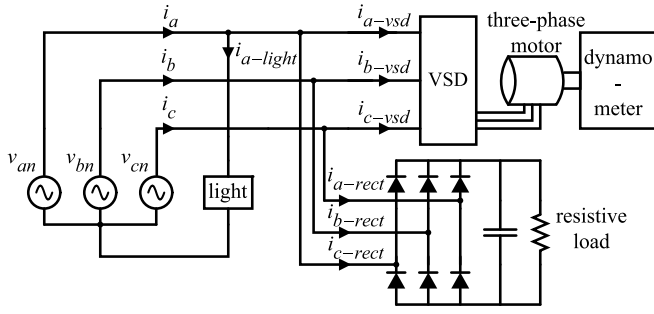 i_a
i_{a-light}
i_{a-vsd}
three-phase
motor
i_b
i_{b-vsd}
VSD
dynamo
-
meter
i_c
i_{c-vsd}
v_{an}
v_{bn}
v_{cn}
light
i_{a-rect}
i_{b-rect}
i_{c-rect}
resistive
load